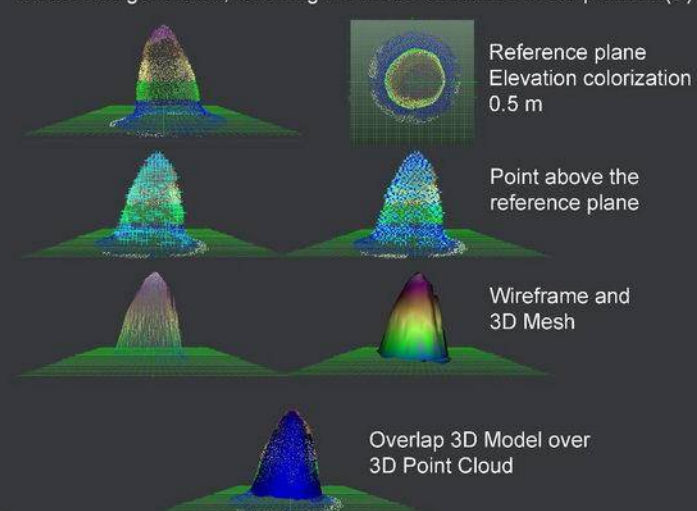 Reference plane
Elevation colorization
0.5 m
Point above the
reference plane
Wireframe and
3D Mesh
Overlap 3D Model over
3D Point Cloud